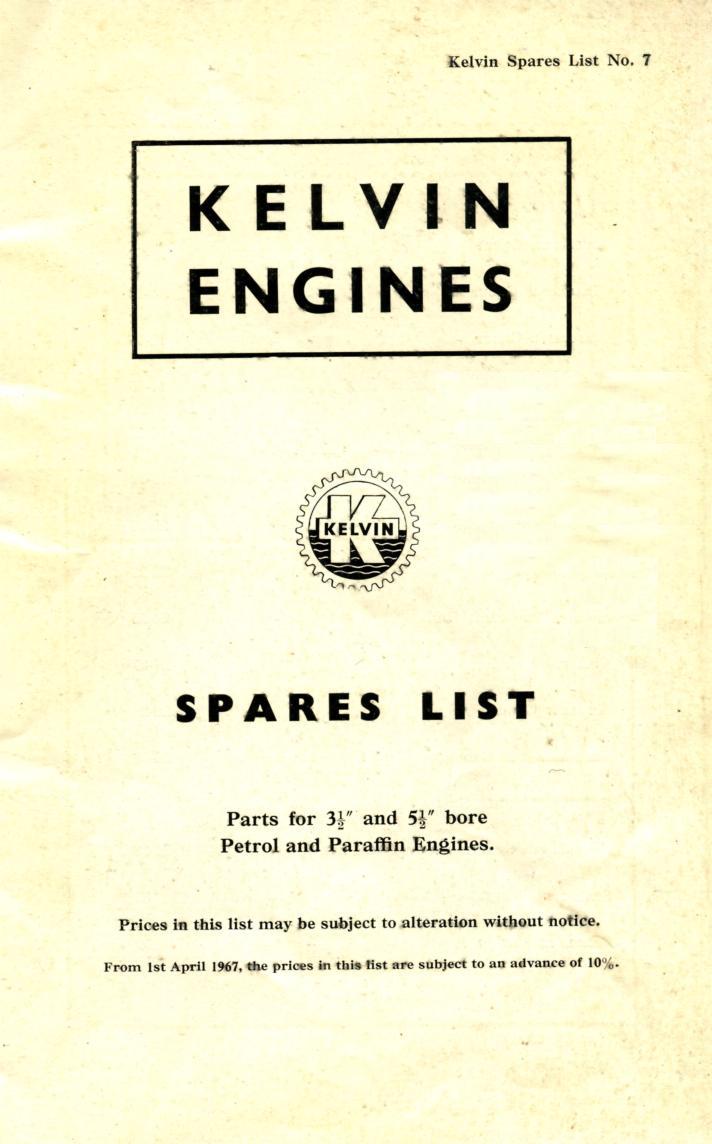 Kelvin Spares List No. 7
KELVIN
ENGINES
KELVIN
SPARES LIST
Parts for 3½″ and 5½″ bore
Petrol and Paraffin Engines.
Prices in this list may be subject to alteration without notice.
From 1st April 1967, the prices in this list are subject to an advance of 10%.